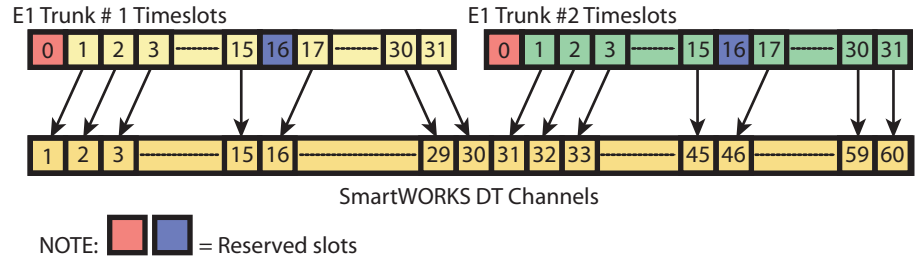 E1 Trunk # 1 Timeslots
E1 Trunk #2 Timeslots
0 1 2 3 15 16 17 30 31
0 1 2 3 15 16 17 30 31
1 2 3 15 16 29 30 31 32 33 45 46 59 60
SmartWORKS DT Channels
NOTE: = Reserved slots